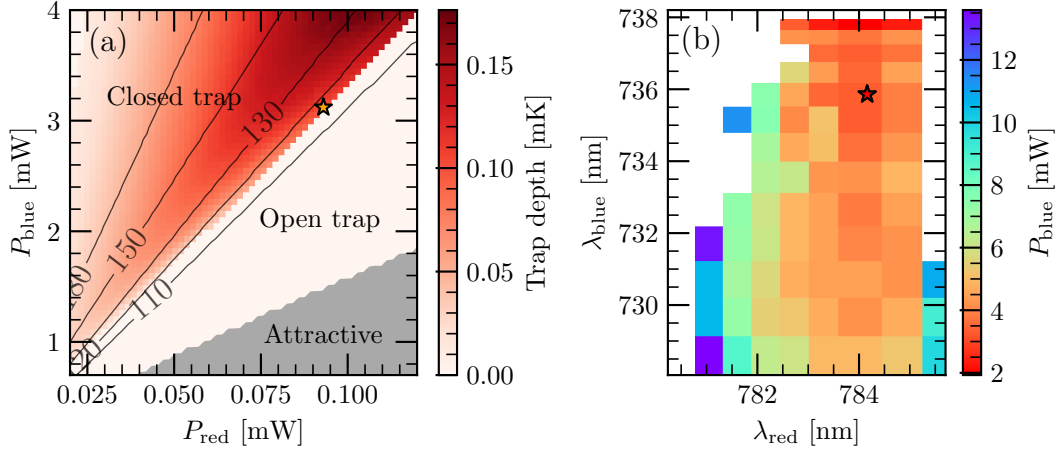 (a)
Closed trap
Open trap
Attractive
180
150
130
110
4
3
2
1
P_blue [mW]
0.025
0.050
0.075
0.100
P_red [mW]
0.15
0.10
0.05
0.00
Trap depth [mK]
(b)
738
736
734
732
730
λ_blue [nm]
782
784
λ_red [nm]
12
10
8
6
4
2
P_blue [mW]